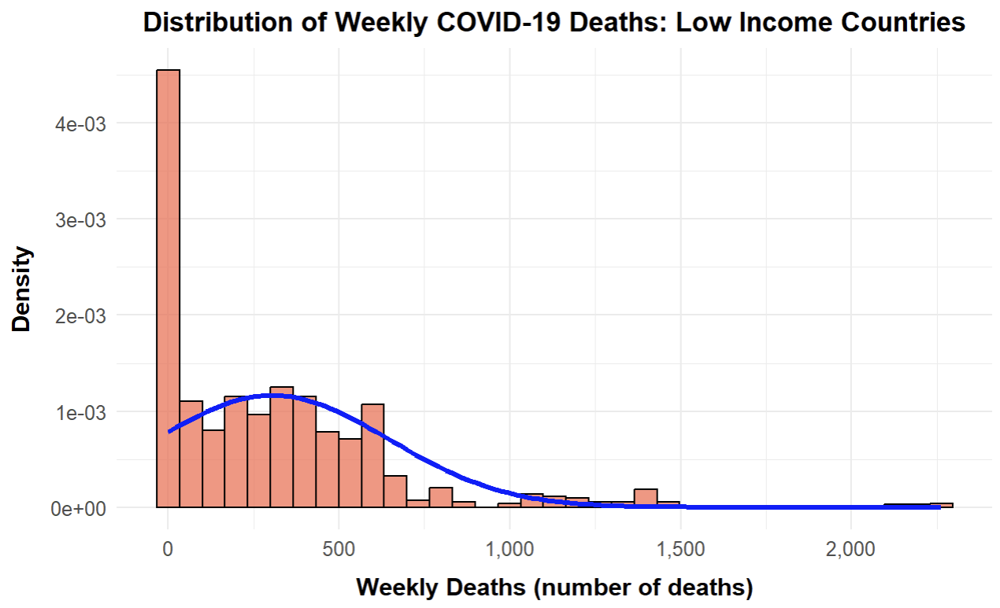 Distribution of Weekly COVID-19 Deaths: Low Income Countries
Density
4e-03
3e-03
2e-03
1e-03
0e+00
0
500
1,000
1,500
2,000
Weekly Deaths (number of deaths)